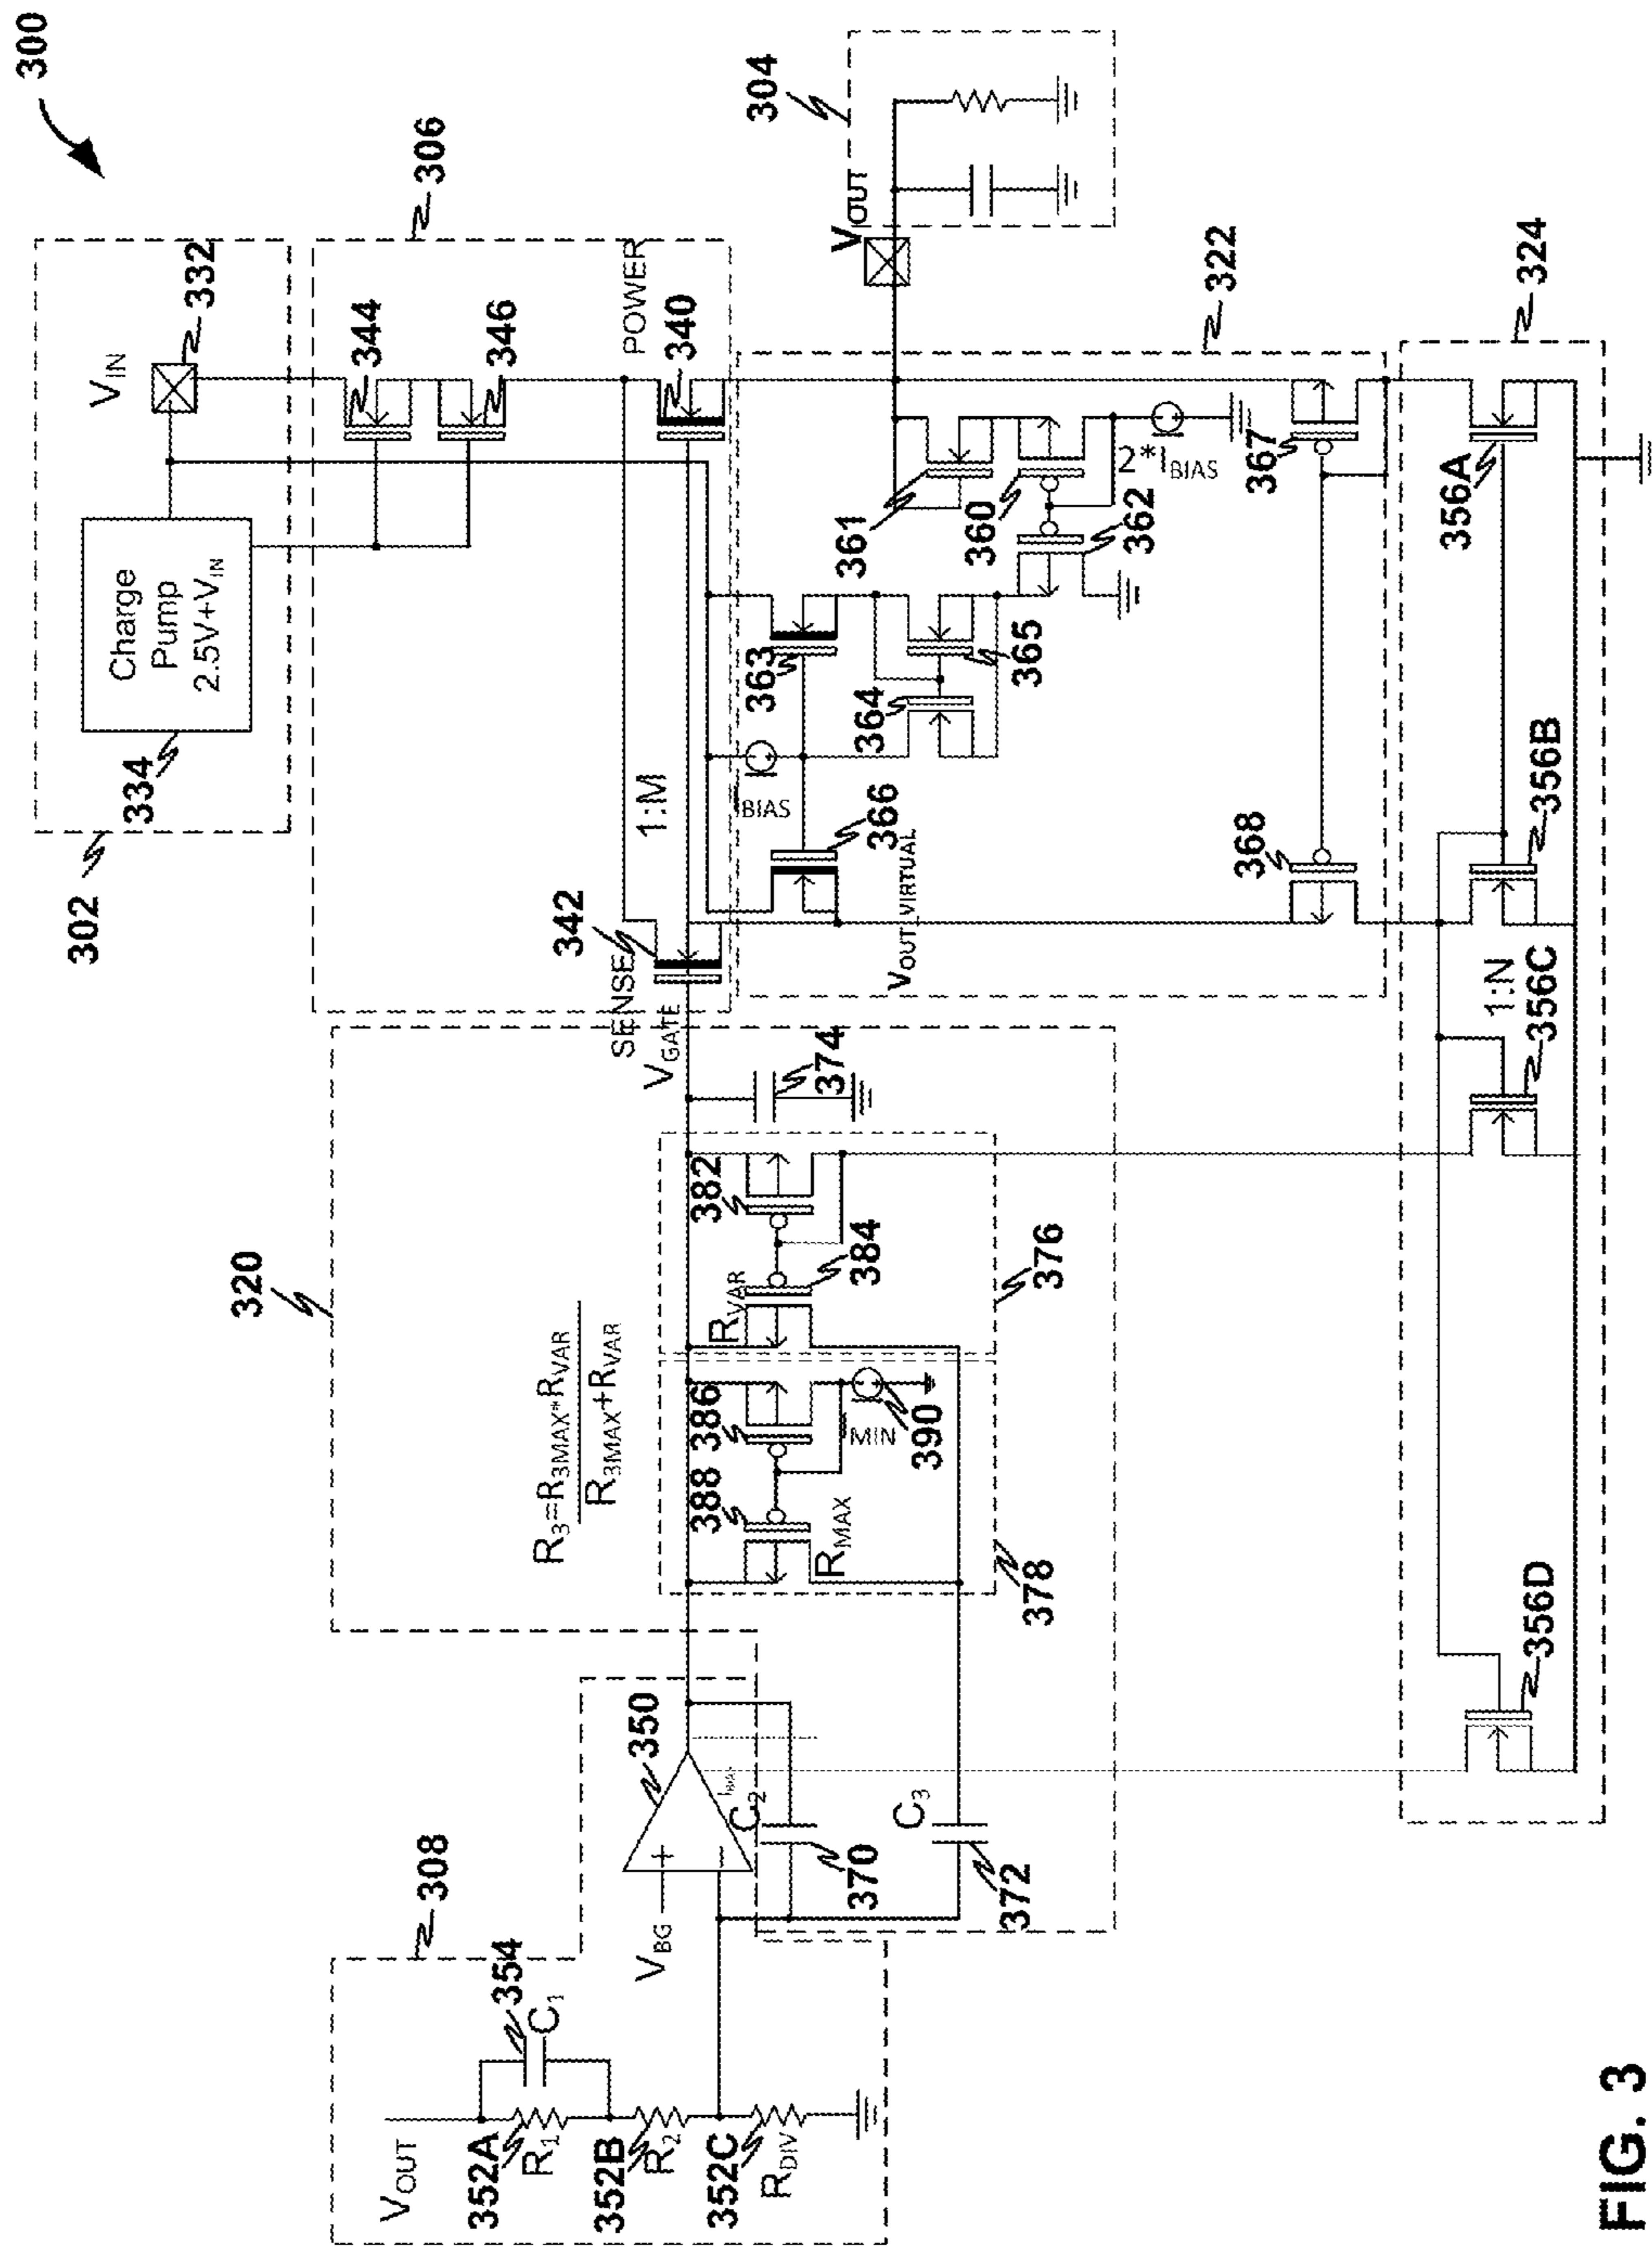 300
302
334
Charge
Pump
2.5V+V_IN
V_IN
332
306
344
346
POWER
340
1:M
342
SENSE
V_GATE
304
V_OUT
322
361
360
2*I_BIAS
362
363
365
364
I_BIAS
366
V_OUT_VIRTUAL
367
368
324
356A
356B
1:N
356C
356D
320
R_3=R_3MAX*R_VAR
R_3MAX+R_VAR
374
382
R_VAR
384
376
386
388
I_MIN
390
R_MAX
378
308
350
V_BG
+
−
C_2
370
C_3
372
V_OUT
354
C_1
352A
R_1
352B
R_2
352C
R_DIV
FIG. 3